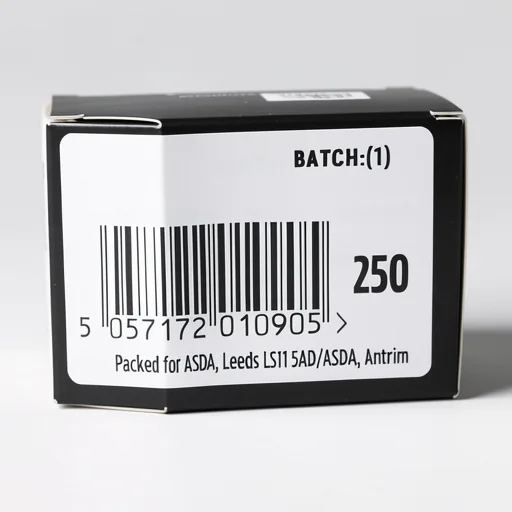 BATCH:(1)
250
5 057172 010905 >
Packed for ASDA, Leeds LS11 5AD/ASDA, Antrim